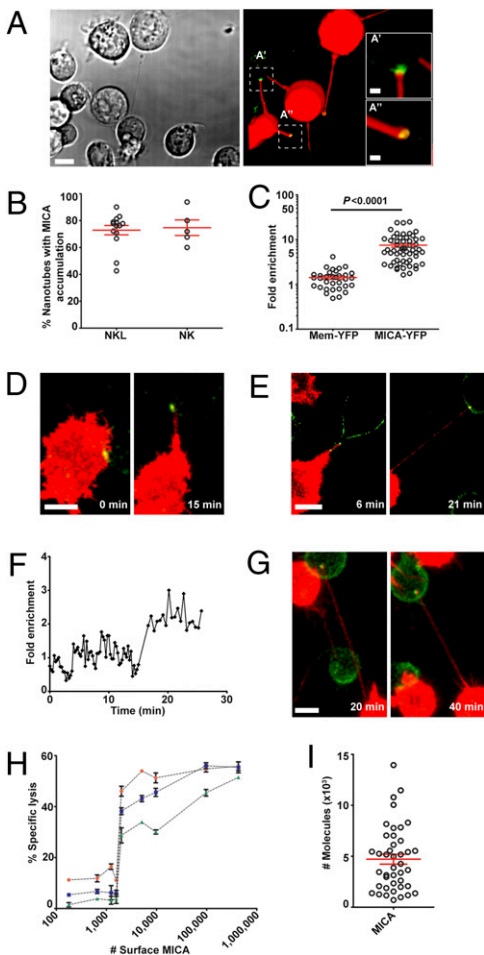 A
A'
A''
A'
A''
B
% Nanotubes with MICA
accumulation
100
80
60
40
20
0
NKL
NK
C
Fold enrichment
P<0.0001
100
10
5
1
0.1
Mem-YFP
MICA-YFP
D
0 min
15 min
E
6 min
21 min
F
Fold enrichment
4
3
2
1
0
0
10
20
30
Time (min)
G
20 min
40 min
H
% Specific lysis
60
40
20
0
100
1,000
10,000
100,000
1,000,000
# Surface MICA
I
# Molecules (x10³)
15
10
5
0
MICA